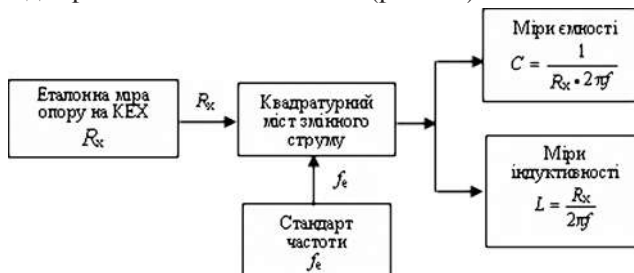 Міри ємності
C = 1 / (Rx • 2πf)
Еталонна міра
опору на КЕХ
Rx
Rx
Квадратурний
міст змінного
струму
Міри
індуктивності
L = Rx / 2πf
fe
Стандарт
частоти
fe